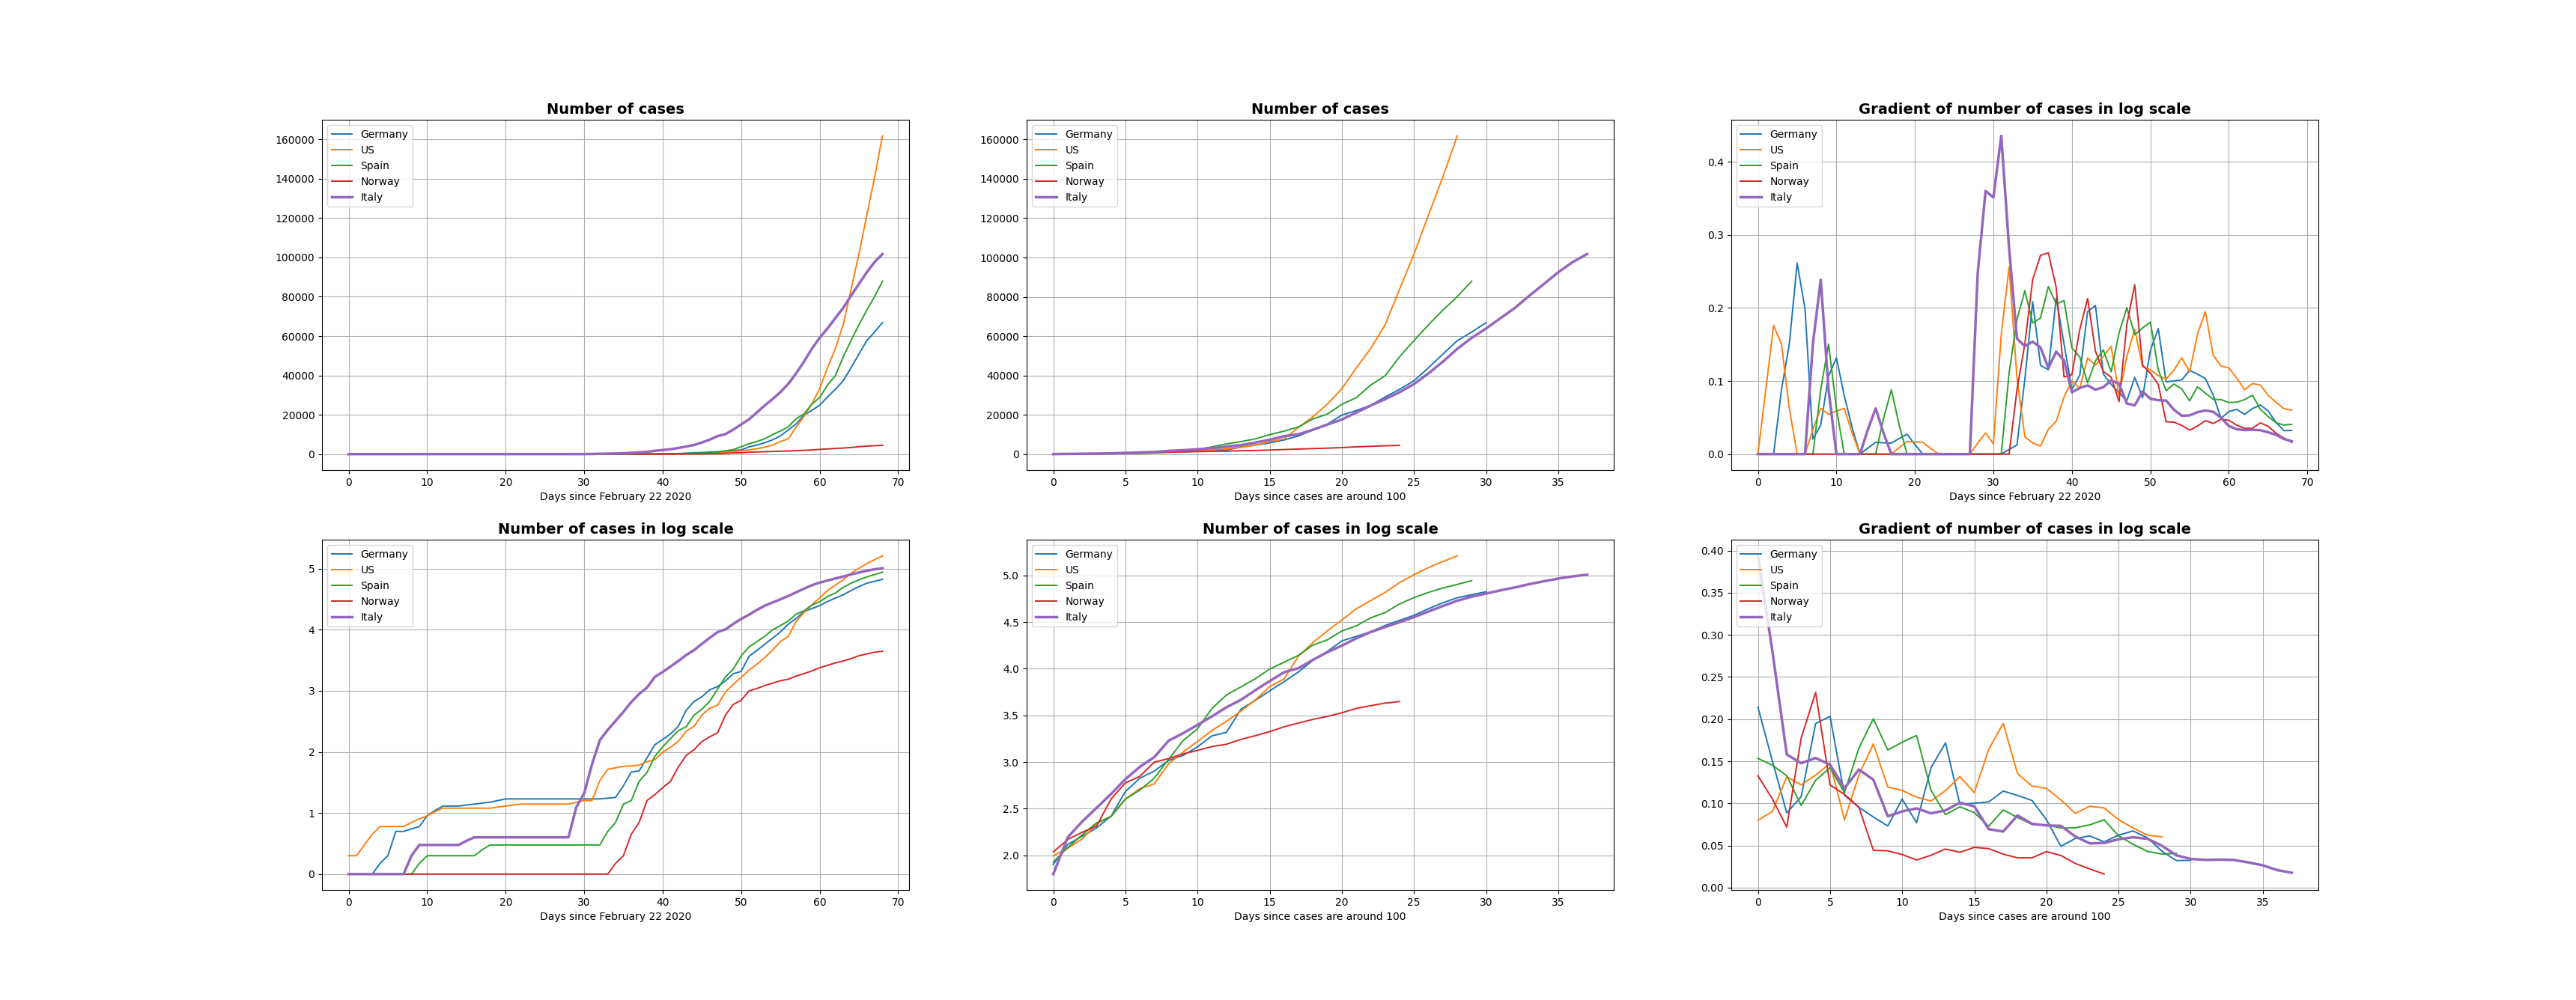 Number of cases
160000
140000
120000
100000
80000
60000
40000
20000
0
Germany
US
Spain
Norway
Italy
0 10 20 30 40 50 60 70
Days since February 22 2020
Number of cases
160000
140000
120000
100000
80000
60000
40000
20000
0
Germany
US
Spain
Norway
Italy
0 5 10 15 20 25 30 35
Days since cases are around 100
Gradient of number of cases in log scale
0.4
0.3
0.2
0.1
0.0
Germany
US
Spain
Norway
Italy
0 10 20 30 40 50 60 70
Days since February 22 2020
Number of cases in log scale
5
4
3
2
1
0
Germany
US
Spain
Norway
Italy
0 10 20 30 40 50 60 70
Days since February 22 2020
Number of cases in log scale
5.0
4.5
4.0
3.5
3.0
2.5
2.0
Germany
US
Spain
Norway
Italy
0 5 10 15 20 25 30 35
Days since cases are around 100
Gradient of number of cases in log scale
0.40
0.35
0.30
0.25
0.20
0.15
0.10
0.05
0.00
Germany
US
Spain
Norway
Italy
0 5 10 15 20 25 30 35
Days since cases are around 100